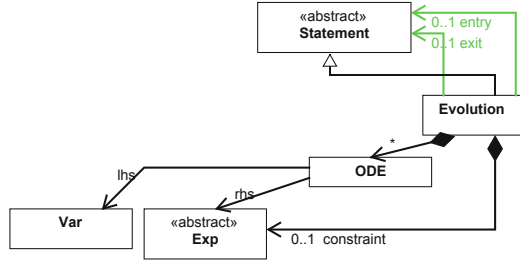 «abstract»
Statement
0..1 entry
0..1 exit
Evolution
*
ODE
lhs
rhs
Var
«abstract»
Exp
0..1 constraint